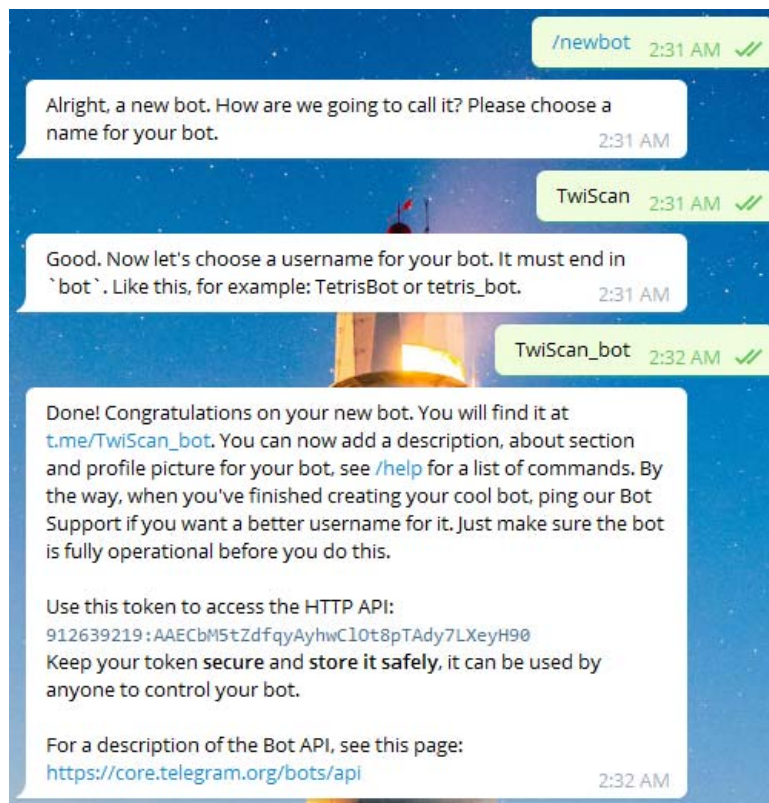 /newbot 2:31 AM
Alright, a new bot. How are we going to call it? Please choose a
name for your bot.
2:31 AM
TwiScan 2:31 AM
Good. Now let's choose a username for your bot. It must end in
`bot`. Like this, for example: TetrisBot or tetris_bot.
2:31 AM
TwiScan_bot 2:32 AM
Done! Congratulations on your new bot. You will find it at
t.me/TwiScan_bot. You can now add a description, about section
and profile picture for your bot, see /help for a list of commands. By
the way, when you've finished creating your cool bot, ping our Bot
Support if you want a better username for it. Just make sure the bot
is fully operational before you do this.
Use this token to access the HTTP API:
912639219:AAECbM5tZdfqyAyhwClOt8pTAdy7LXeyH90
Keep your token secure and store it safely, it can be used by
anyone to control your bot.
For a description of the Bot API, see this page:
https://core.telegram.org/bots/api
2:32 AM